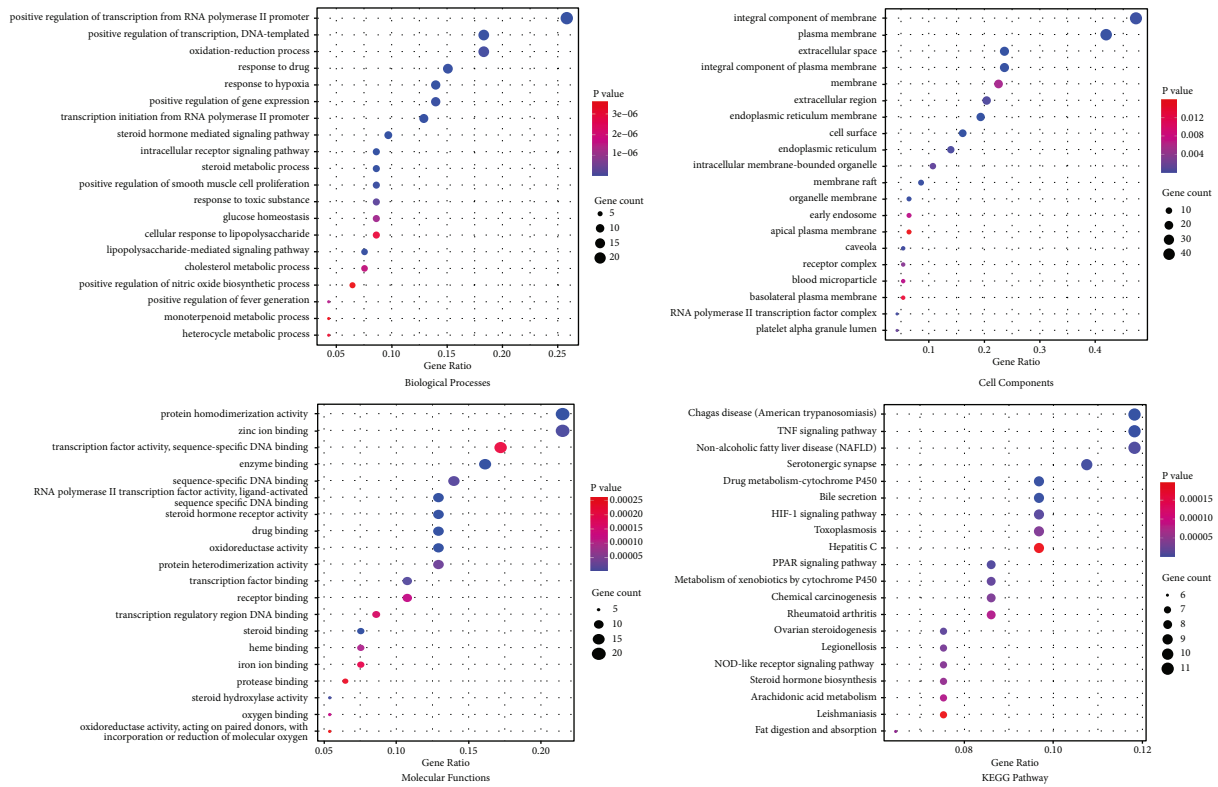 positive regulation of transcription from RNA polymerase II promoter
positive regulation of transcription, DNA-templated
oxidation-reduction process
response to drug
response to hypoxia
positive regulation of gene expression
transcription initiation from RNA polymerase II promoter
steroid hormone mediated signaling pathway
intracellular receptor signaling pathway
steroid metabolic process
positive regulation of smooth muscle cell proliferation
response to toxic substance
glucose homeostasis
cellular response to lipopolysaccharide
lipopolysaccharide-mediated signaling pathway
cholesterol metabolic process
positive regulation of nitric oxide biosynthetic process
positive regulation of fever generation
monoterpenoid metabolic process
heterocycle metabolic process
0.05 0.10 0.15 0.20 0.25
Gene Ratio
Biological Processes
P value
3e−06
2e−06
1e−06
Gene count
5
10
15
20
integral component of membrane
plasma membrane
extracellular space
integral component of plasma membrane
membrane
extracellular region
endoplasmic reticulum membrane
cell surface
endoplasmic reticulum
intracellular membrane-bounded organelle
membrane raft
organelle membrane
early endosome
apical plasma membrane
caveola
receptor complex
blood microparticle
basolateral plasma membrane
RNA polymerase II transcription factor complex
platelet alpha granule lumen
0.1 0.2 0.3 0.4
Gene Ratio
Cell Components
P value
0.012
0.004
Gene count
10
20
30
40
protein homodimerization activity
zinc ion binding
transcription factor activity, sequence-specific DNA binding
enzyme binding
sequence-specific DNA binding
RNA polymerase II transcription factor activity, ligand-activated
sequence specific DNA binding
steroid hormone receptor activity
drug binding
oxidoreductase activity
protein heterodimerization activity
transcription factor binding
receptor binding
transcription regulatory region DNA binding
steroid binding
heme binding
iron ion binding
protease binding
steroid hydroxylase activity
oxygen binding
oxidoreductase activity, acting on paired donors, with
incorporation or reduction of molecular oxygen
0.05 0.10 0.15 0.20
Gene Ratio
Molecular Functions
P value
0.00025
0.00020
0.00015
0.00010
0.00005
Gene count
5
10
15
20
Chagas disease (American trypanosomiasis)
TNF signaling pathway
Non-alcoholic fatty liver disease (NAFLD)
Serotonergic synapse
Drug metabolism-cytochrome P450
Bile secretion
HIF-1 signaling pathway
Toxoplasmosis
Hepatitis C
PPAR signaling pathway
Metabolism of xenobiotics by cytochrome P450
Chemical carcinogenesis
Rheumatoid arthritis
Ovarian steroidogenesis
Legionellosis
NOD-like receptor signaling pathway
Steroid hormone biosynthesis
Arachidonic acid metabolism
Leishmaniasis
Fat digestion and absorption
0.08 0.10 0.12
Gene Ratio
KEGG Pathway
P value
0.00015
0.00010
0.00005
Gene count
6
7
8
9
10
11